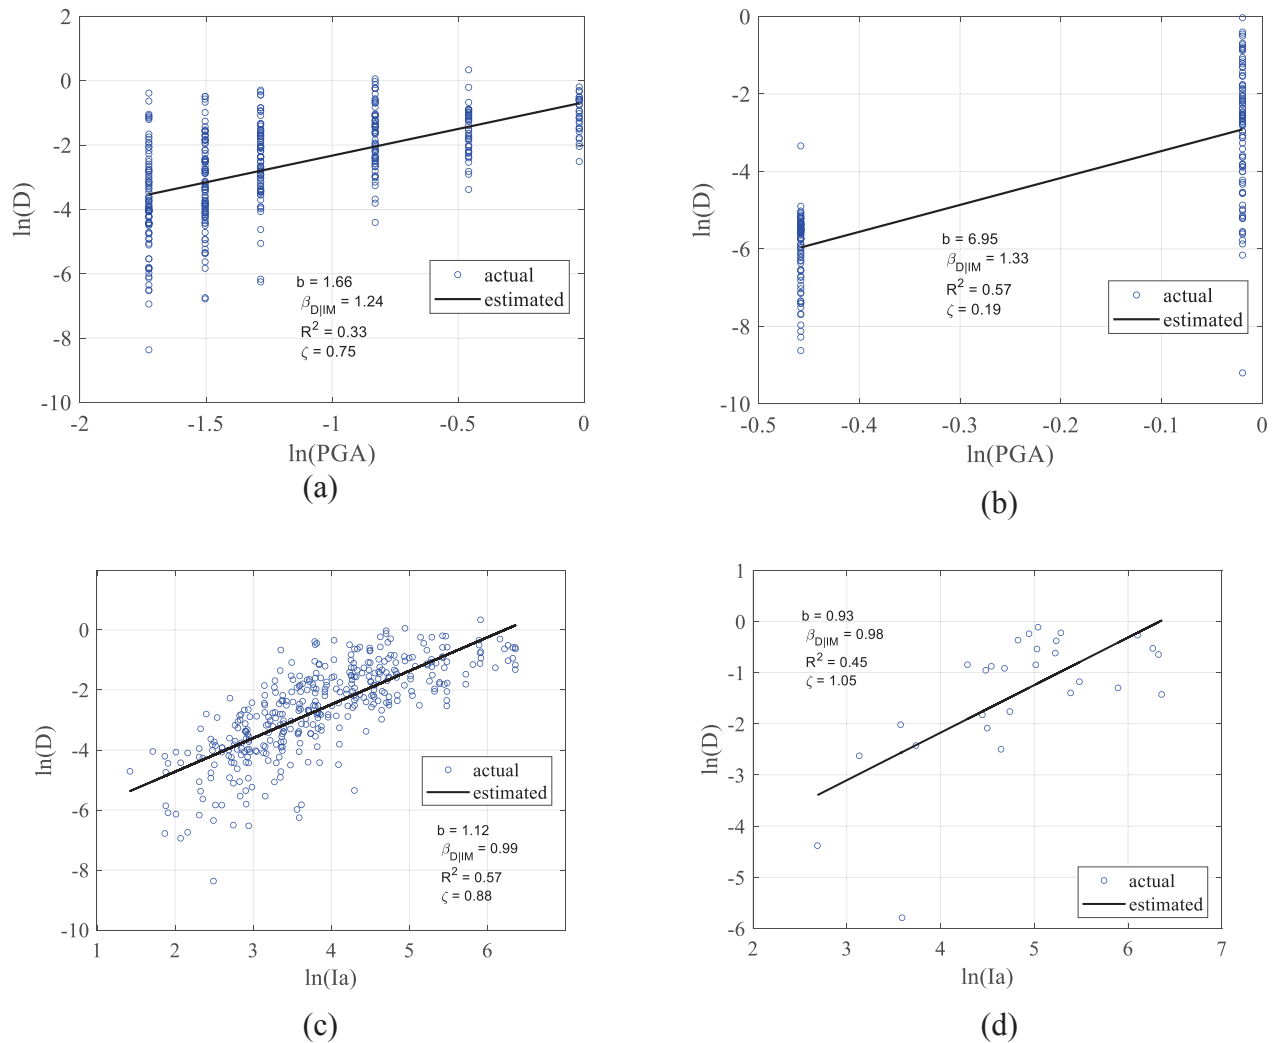 2
0
-2
-4
-6
-8
-10
ln(D)
b = 1.66
β_D|IM = 1.24
R² = 0.33
ζ = 0.75
actual
estimated
-2 -1.5 -1 -0.5 0
ln(PGA)
(a)
0
-2
-4
-6
-8
-10
ln(D)
b = 6.95
β_D|IM = 1.33
R² = 0.57
ζ = 0.19
actual
estimated
-0.5 -0.4 -0.3 -0.2 -0.1 0
ln(PGA)
(b)
0
-2
-4
-6
-8
-10
ln(D)
actual
estimated
b = 1.12
β_D|IM = 0.99
R² = 0.57
ζ = 0.88
1 2 3 4 5 6
ln(Ia)
(c)
1
0
-1
-2
-3
-4
-5
-6
ln(D)
b = 0.93
β_D|IM = 0.98
R² = 0.45
ζ = 1.05
actual
estimated
2 3 4 5 6 7
ln(Ia)
(d)